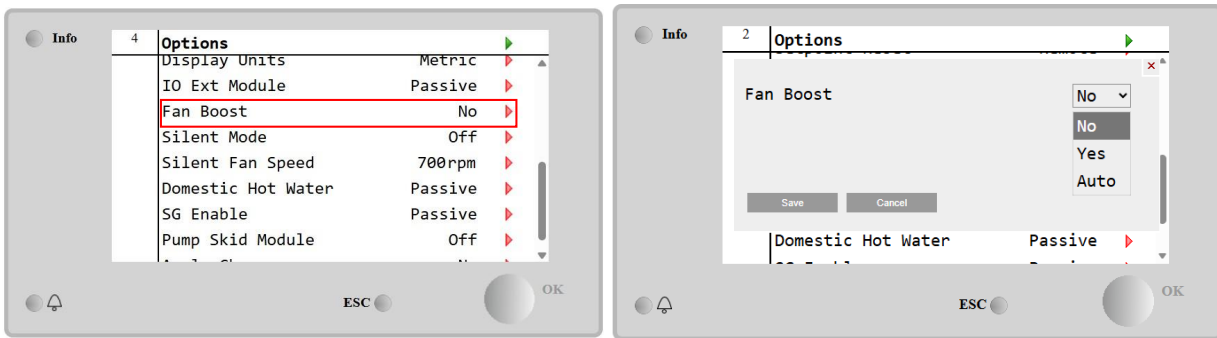 Info
4 Options
Display Units Metric
IO Ext Module Passive
Fan Boost No
Silent Mode Off
Silent Fan Speed 700rpm
Domestic Hot Water Passive
SG Enable Passive
Pump Skid Module Off
ESC
OK
Info
2 Options
Fan Boost No
No
Yes
Auto
Save Cancel
Domestic Hot Water Passive
ESC
OK